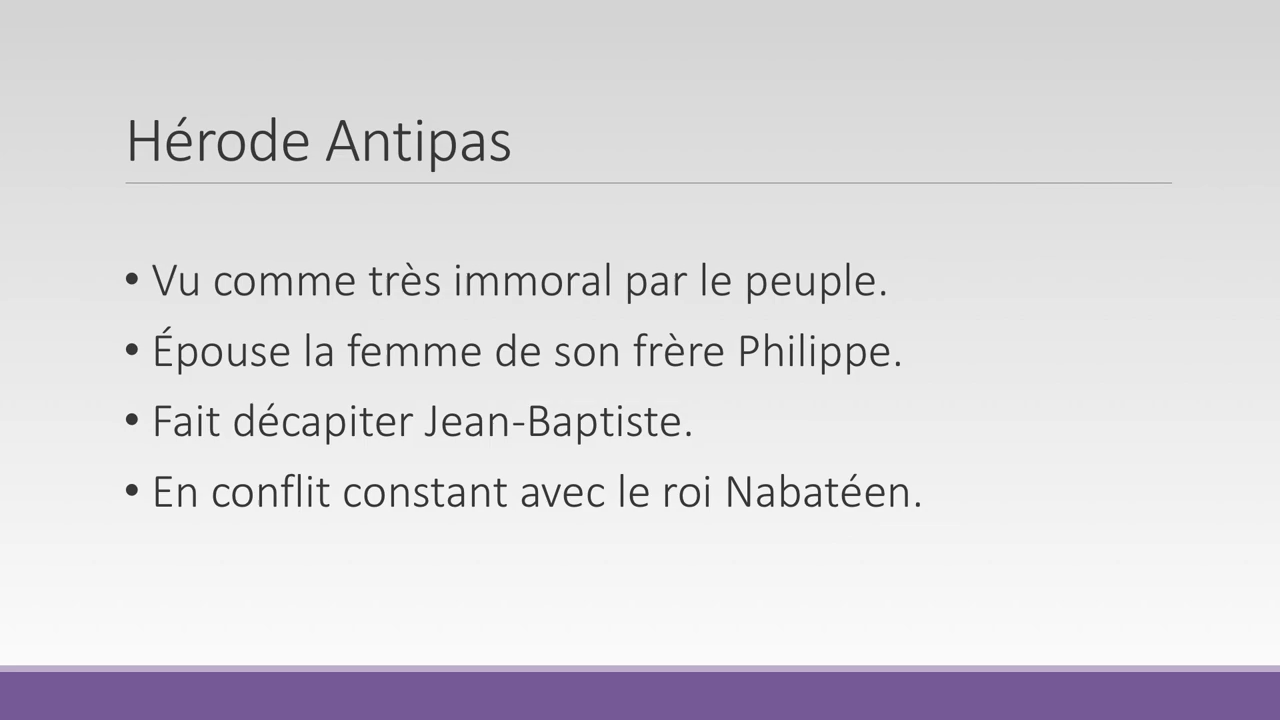 Hérode Antipas
• Vu comme très immoral par le peuple.
• Épouse la femme de son frère Philippe.
• Fait décapiter Jean-Baptiste.
• En conflit constant avec le roi Nabatéen.